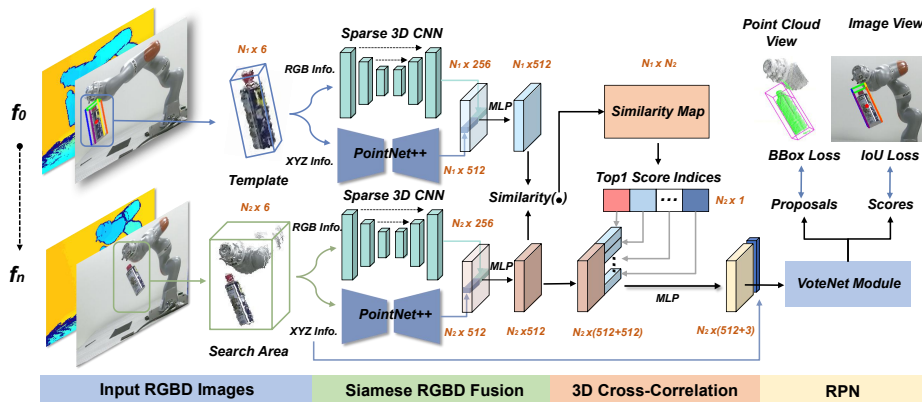 f0
fn
N1 x 6
Template
N2 x 6
Search Area
RGB Info.
XYZ Info.
Sparse 3D CNN
PointNet++
N1 x 256
N1 x 512
MLP
N1 x512
Sparse 3D CNN
RGB Info.
XYZ Info.
PointNet++
N2 x 256
N2 x 512
MLP
N2 x512
Similarity(•)
N1 x N2
Similarity Map
Top1 Score Indices
N2 x 1
N2 x(512+512)
MLP
N2 x(512+3)
Point Cloud
View
Image View
BBox Loss
IoU Loss
Proposals
Scores
VoteNet Module
Input RGBD Images
Siamese RGBD Fusion
3D Cross-Correlation
RPN